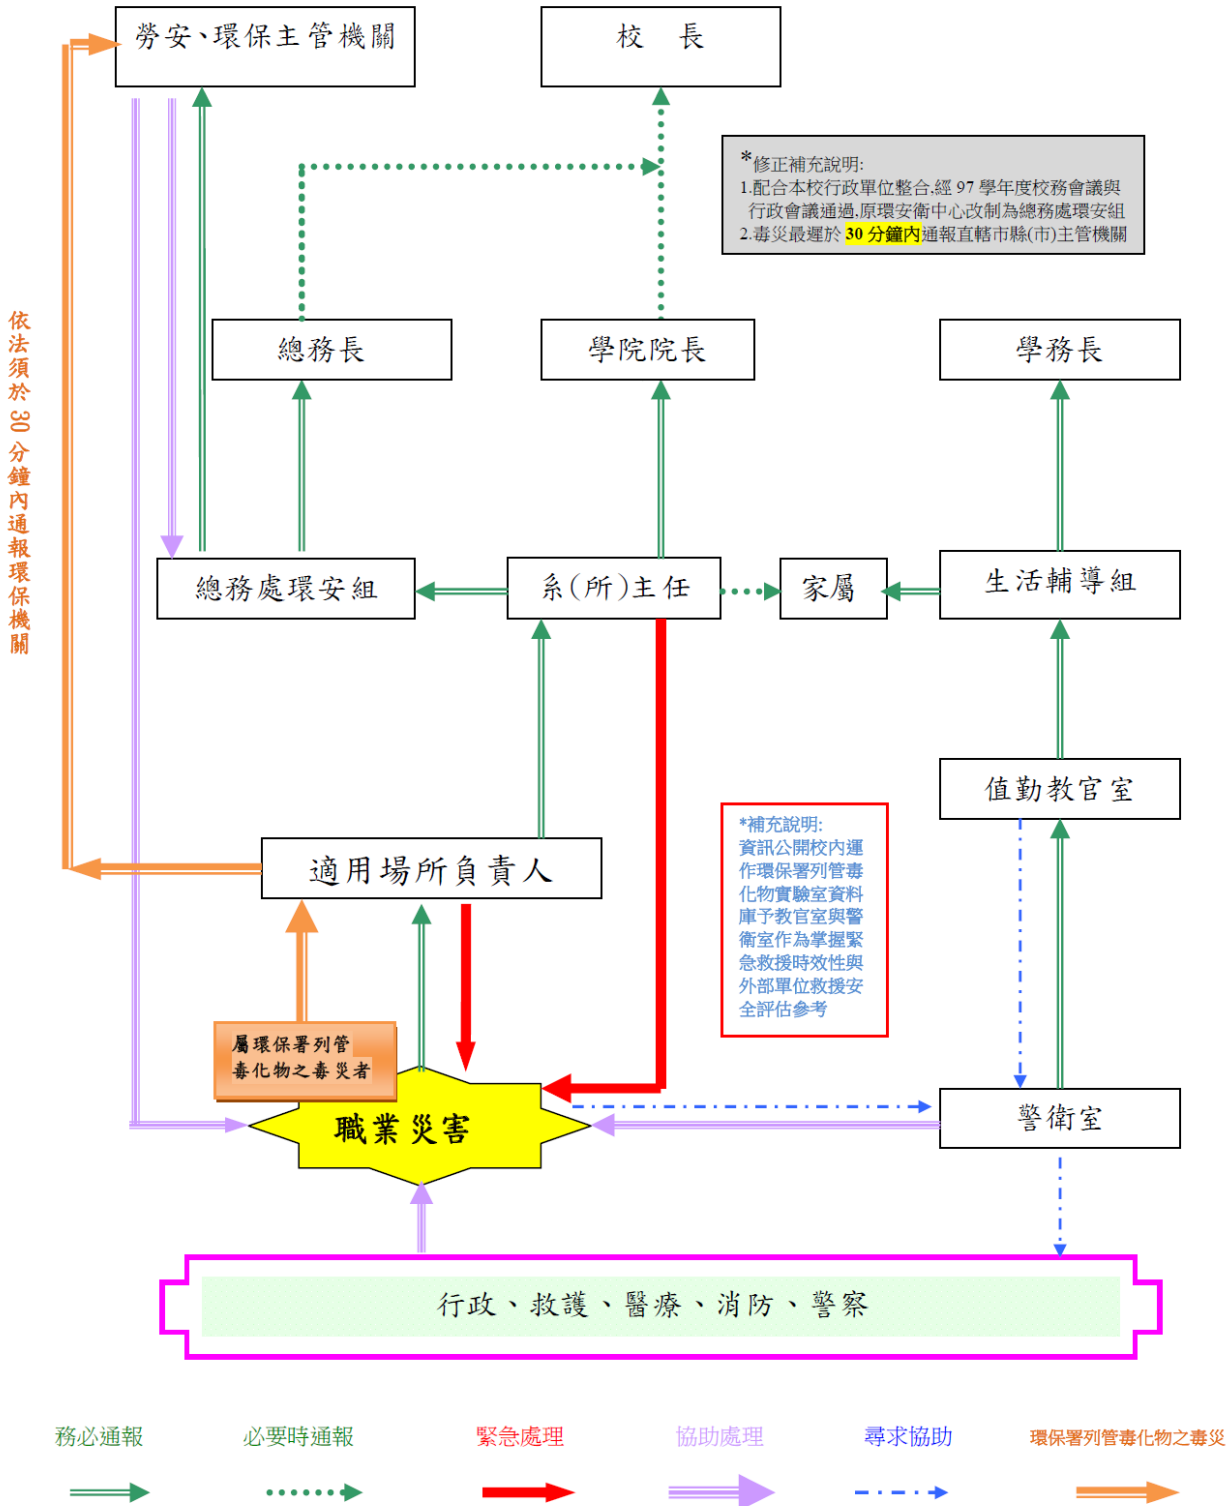 勞安、環保主管機關
校 長
*修正補充說明:
1.配合本校行政單位整合,經 97 學年度校務會議與
行政會議通過,原環安衛中心改制為總務處環安組
2.毒災最遲於 30 分鐘內通報直轄市縣(市)主管機關
依法須於 30 分鐘內通報環保機關
總務長
學院院長
學務長
總務處環安組
系(所)主任
家屬
生活輔導組
值勤教官室
*補充說明:
資訊公開校內運
作環保署列管毒
化物實驗室資料
庫予教官室與警
衛室作為掌握緊
急救援時效性與
外部單位救援安
全評估參考
適用場所負責人
屬環保署列管
毒化物之毒災者
職業災害
警衛室
行政、救護、醫療、消防、警察
務必通報
必要時通報
緊急處理
協助處理
尋求協助
環保署列管毒化物之毒災